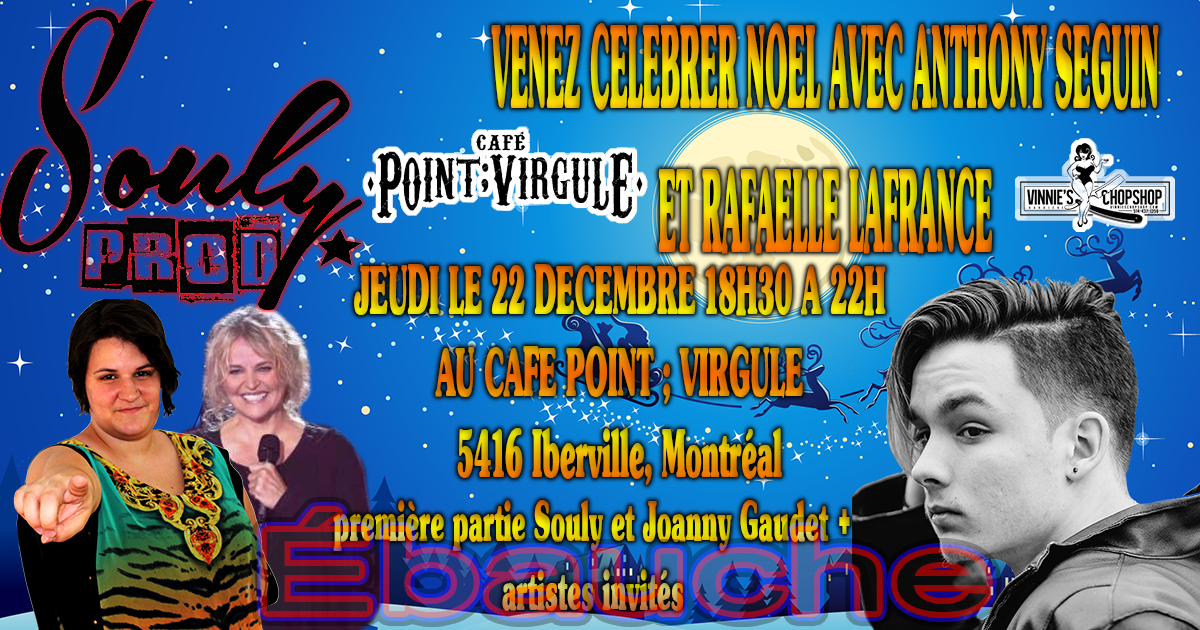 Souly
PROD
VENEZ CELEBRER NOEL AVEC ANTHONY SEGUIN
CAFÉ
POINT;VIRGULE
ET RAFAELLE LAFRANCE
VINNIE'S CHOPSHOP
JEUDI LE 22 DECEMBRE 18H30 A 22H
AU CAFE POINT ; VIRGULE
5416 Iberville, Montréal
première partie Souly et Joanny Gaudet +
artistes invités
Ébauche